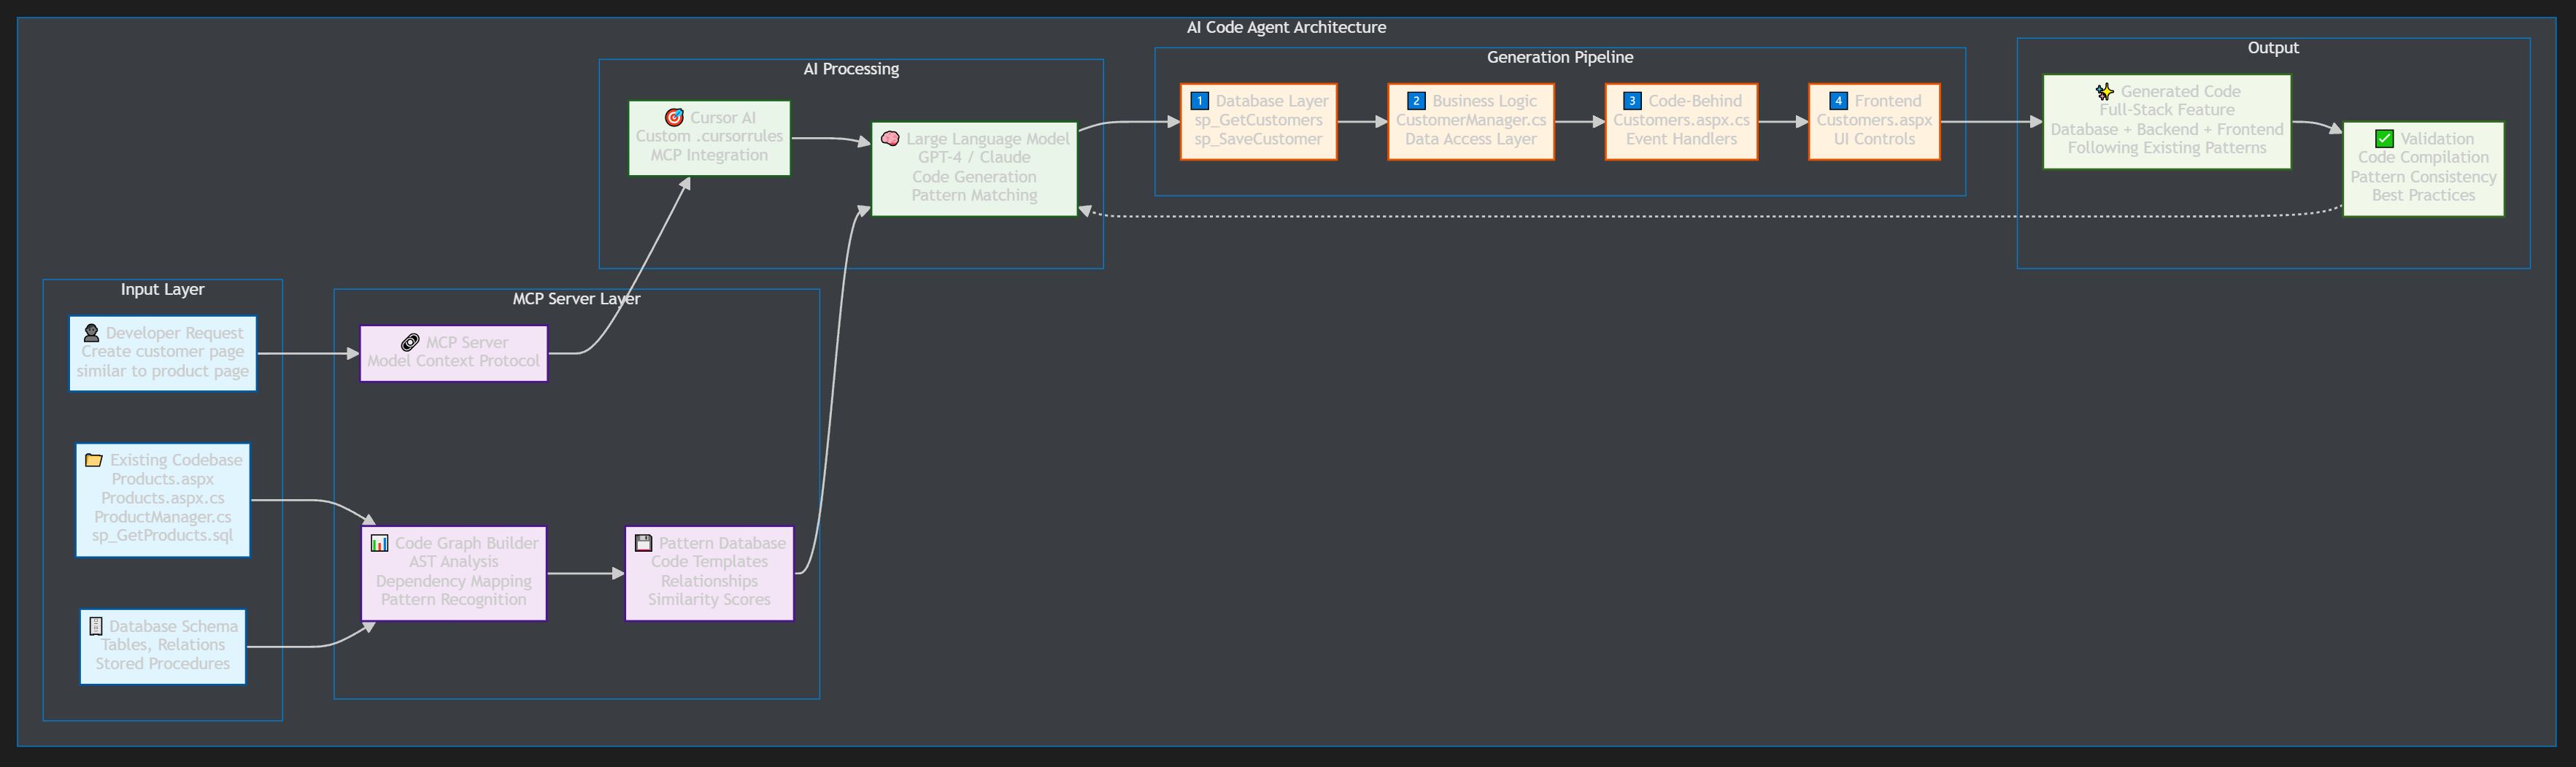 AI Code Agent Architecture
Input Layer
👤 Developer Request
Create customer page
similar to product page
📁 Existing Codebase
Products.aspx
Products.aspx.cs
ProductManager.cs
sp_GetProducts.sql
🗄️ Database Schema
Tables, Relations
Stored Procedures
MCP Server Layer
🔗 MCP Server
Model Context Protocol
📊 Code Graph Builder
AST Analysis
Dependency Mapping
Pattern Recognition
💾 Pattern Database
Code Templates
Relationships
Similarity Scores
AI Processing
🎯 Cursor AI
Custom .cursorrules
MCP Integration
🧠 Large Language Model
GPT-4 / Claude
Code Generation
Pattern Matching
Generation Pipeline
1️⃣ Database Layer
sp_GetCustomers
sp_SaveCustomer
2️⃣ Business Logic
CustomerManager.cs
Data Access Layer
3️⃣ Code-Behind
Customers.aspx.cs
Event Handlers
4️⃣ Frontend
Customers.aspx
UI Controls
Output
✨ Generated Code
Full-Stack Feature
Database + Backend + Frontend
Following Existing Patterns
✅ Validation
Code Compilation
Pattern Consistency
Best Practices